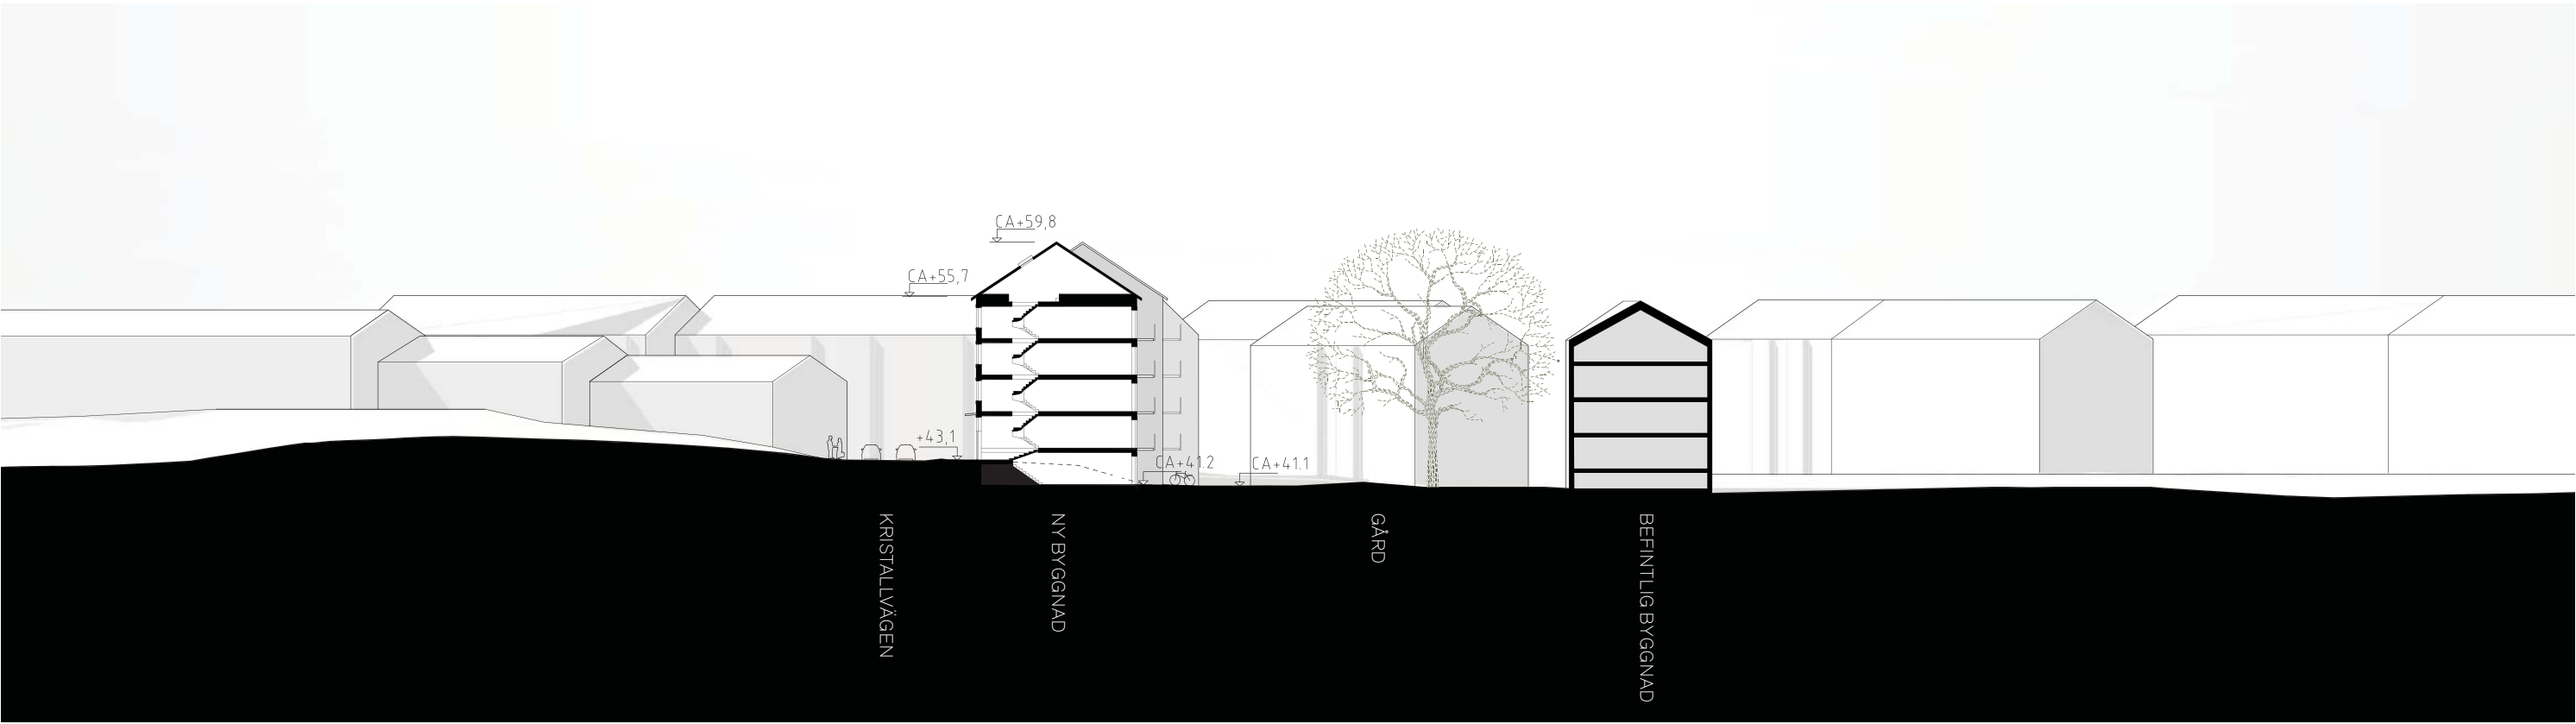 CA+59,8
CA+55,7
+43,1
CA+41.2
CA+41.1
KRISTALLVÄGEN
NY BYGGNAD
GÅRD
BEFINTLIG BYGGNAD